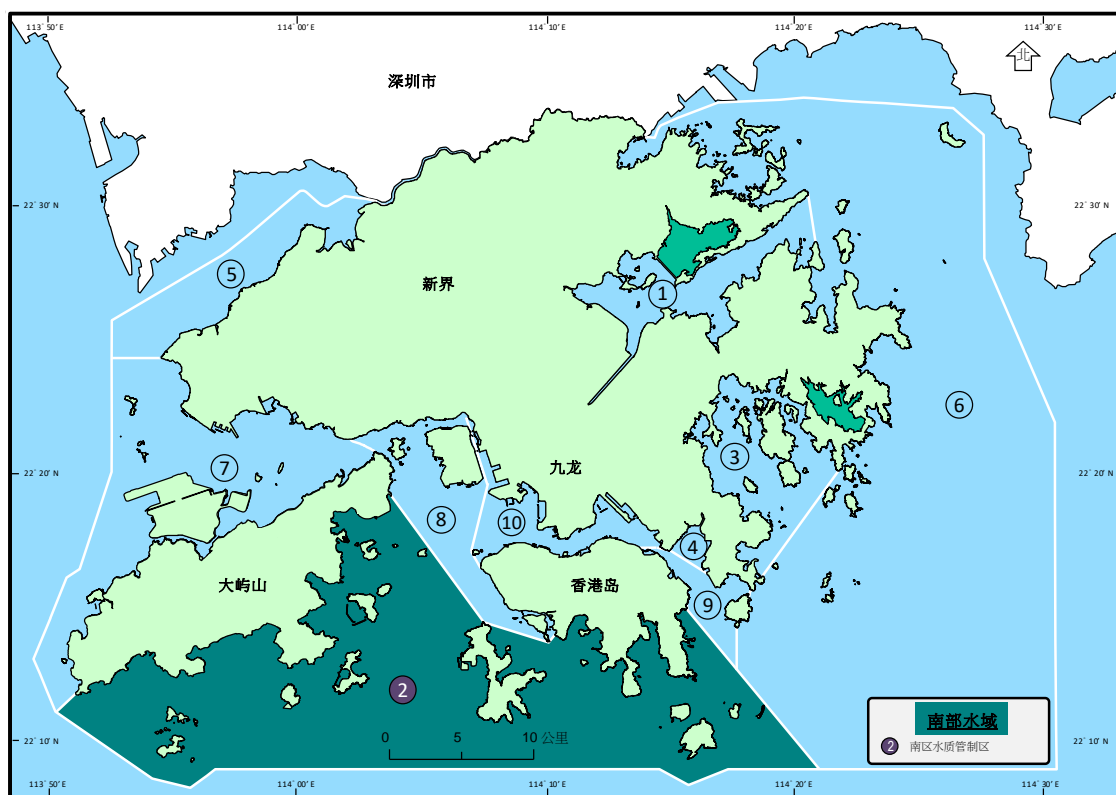 113° 50' E
114° 00' E
114° 10' E
114° 20' E
114° 30' E
北
深圳市
22° 30' N
22° 30' N
⑤
新界
①
⑥
③
⑦
九龙
22° 20' N
22° 20' N
⑧
⑩
④
大屿山
香港岛
⑨
2
南部水域
0 5 10 公里
22° 10' N
2 南区水质管制区
22° 10' N
113° 50' E
114° 00' E
114° 10' E
114° 20' E
114° 30' E